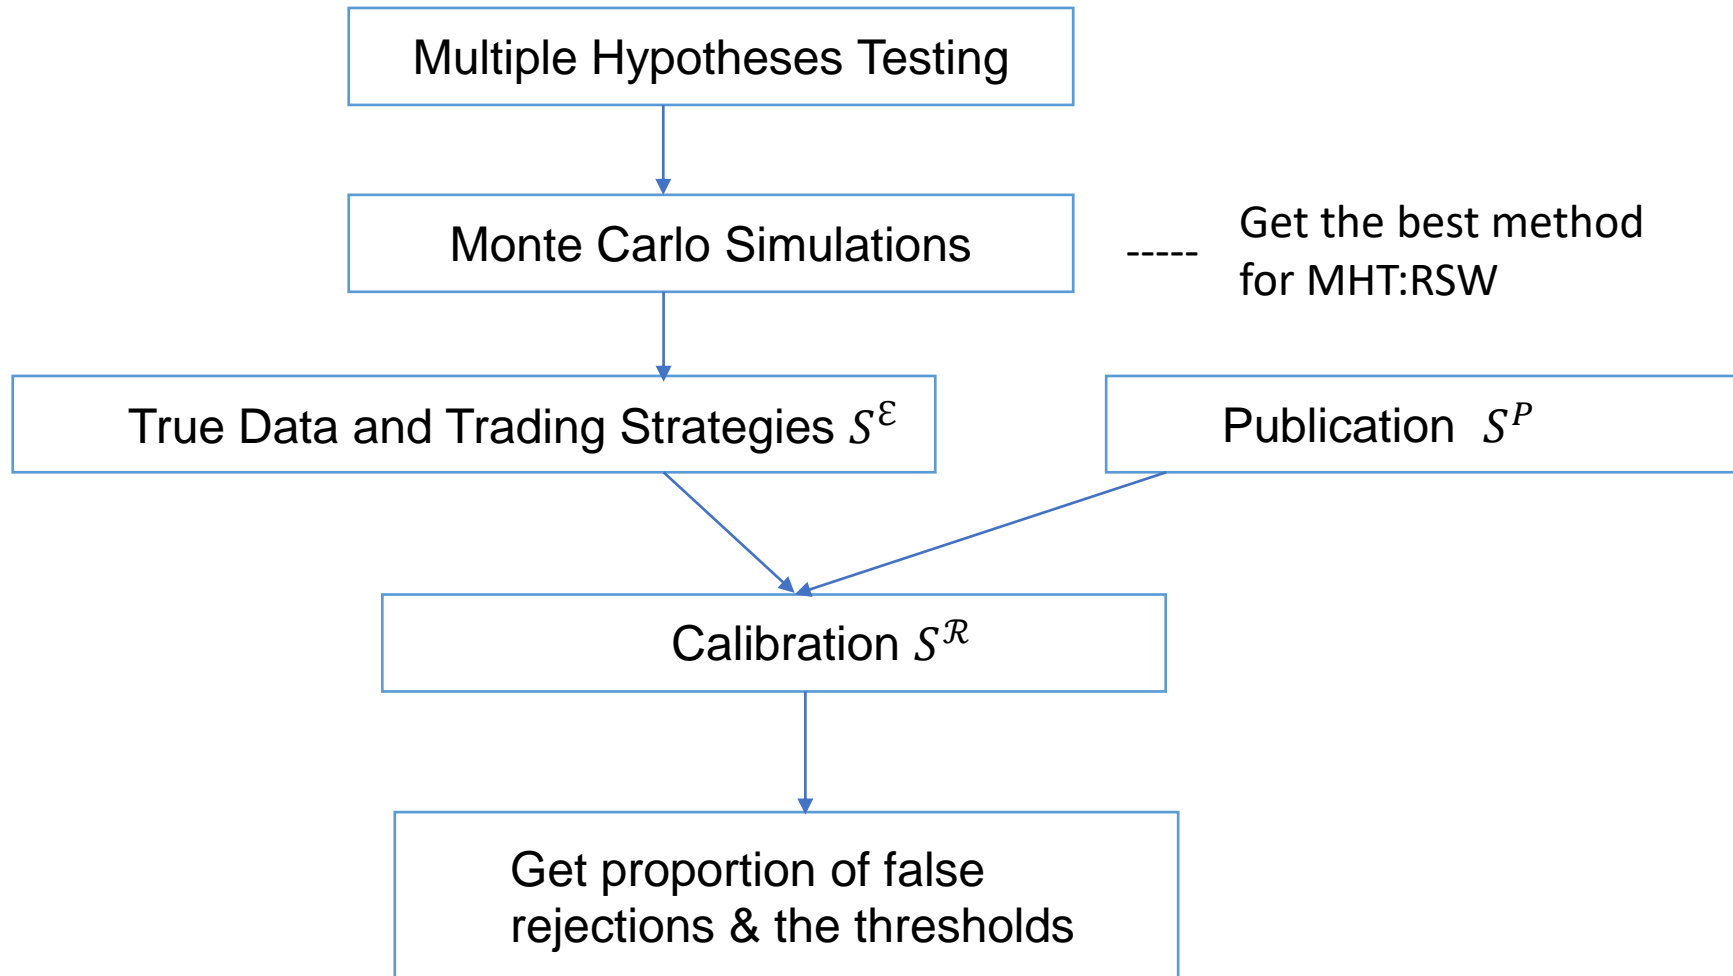 Multiple Hypotheses Testing
Monte Carlo Simulations
----- Get the best method
for MHT:RSW
True Data and Trading Strategies S^ℇ
Publication S^P
Calibration S^ℛ
Get proportion of false
rejections & the thresholds